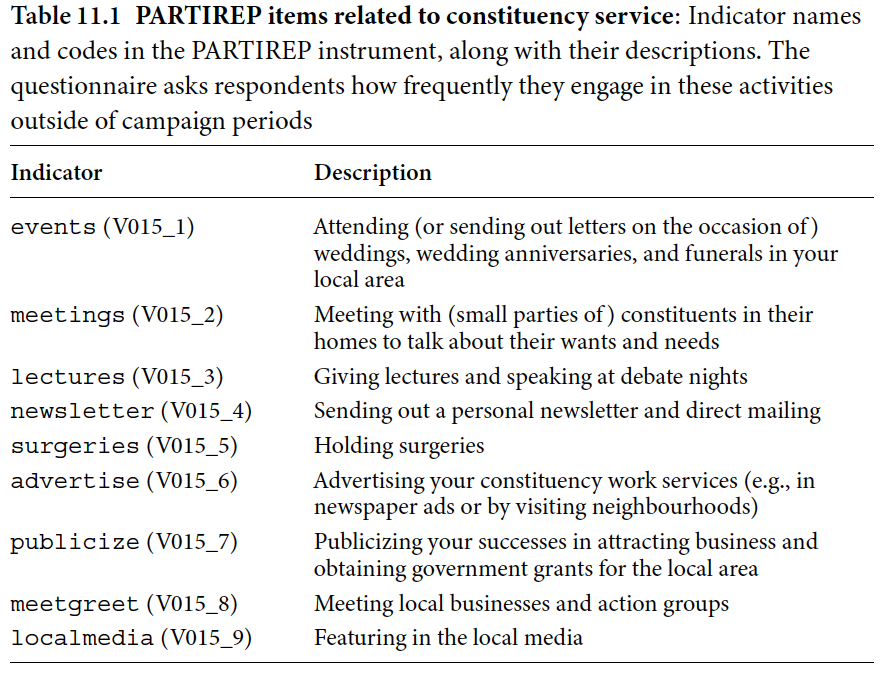 Table 11.1 PARTIREP items related to constituency service: Indicator names
and codes in the PARTIREP instrument, along with their descriptions. The
questionnaire asks respondents how frequently they engage in these activities
outside of campaign periods
Indicator Description
events (V015_1) Attending (or sending out letters on the occasion of)
weddings, wedding anniversaries, and funerals in your
local area
meetings (V015_2) Meeting with (small parties of) constituents in their
homes to talk about their wants and needs
lectures (V015_3) Giving lectures and speaking at debate nights
newsletter (V015_4) Sending out a personal newsletter and direct mailing
surgeries (V015_5) Holding surgeries
advertise (V015_6) Advertising your constituency work services (e.g., in
newspaper ads or by visiting neighbourhoods)
publicize (V015_7) Publicizing your successes in attracting business and
obtaining government grants for the local area
meetgreet (V015_8) Meeting local businesses and action groups
localmedia (V015_9) Featuring in the local media